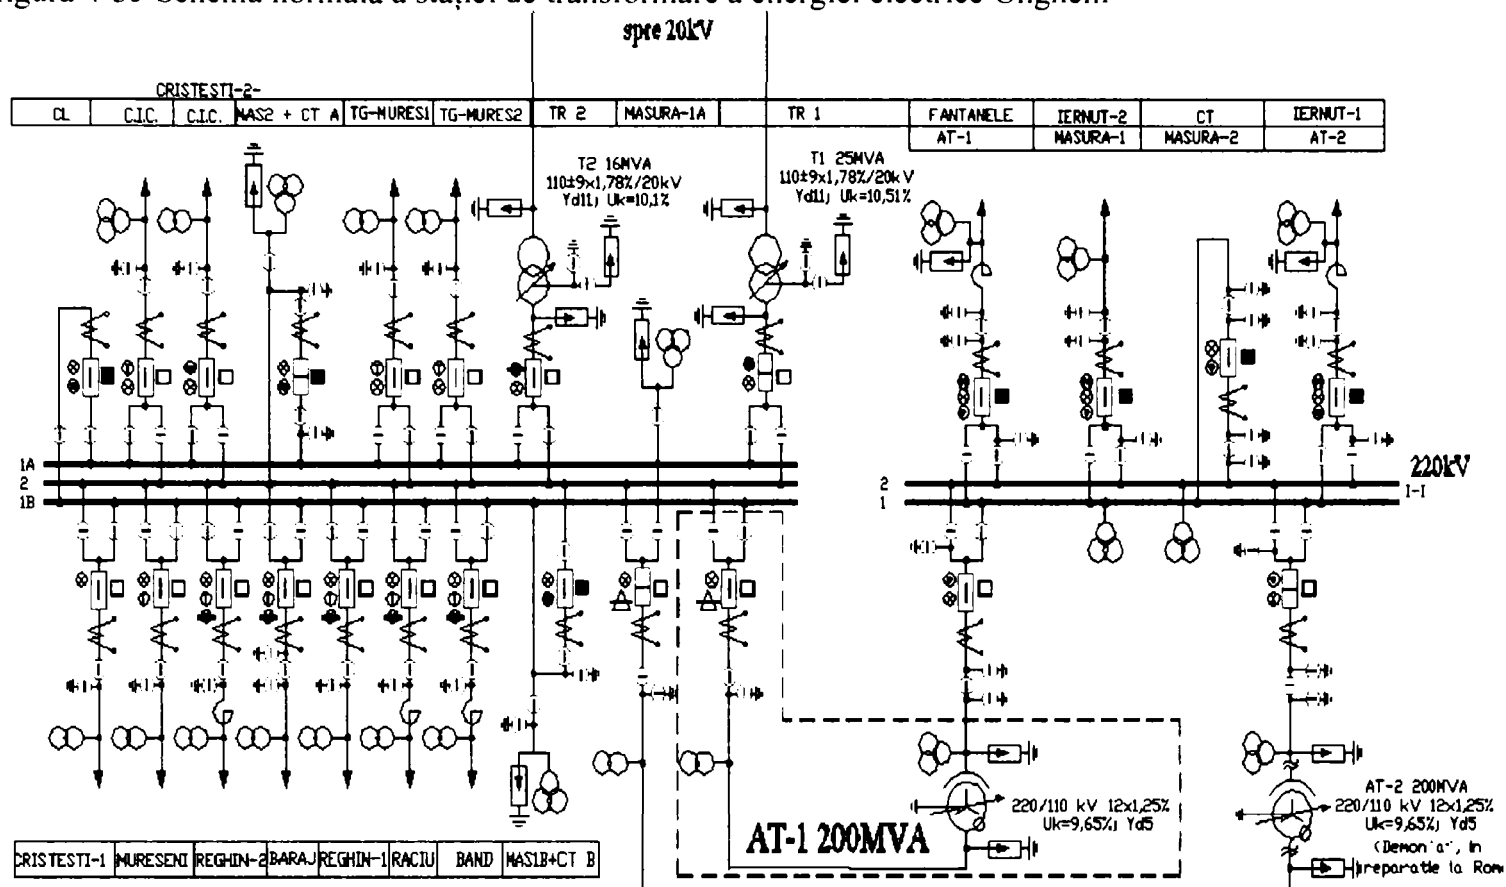 spre 20kV
CRISTESTI-2-
CL C.I.C. C.I.C. MAS2 + CT A TG-MURES1 TG-MURES2 TR 2 MASURA-1A TR 1
FANTANELE IERNUT-2 CT IERNUT-1
AT-1 MASURA-1 MASURA-2 AT-2
T2 16MVA
110±9x1,78%/20kV
Yd11; Uk=10,1%
T1 25MVA
110±9x1,78%/20kV
Yd11; Uk=10,51%
1A
2
1B
2
1
220kV
I-I
AT-1 200MVA
220/110 kV 12x1,25%
Uk=9,65%; Yd5
AT-2 200MVA
220/110 kV 12x1,25%
Uk=9,65%; Yd5
in
reparatie la Rom
CRISTESTI-1 MURESENI REGHIN-2 BARAJ REGHIN-1 RACIU BAND MAS1B+CT B